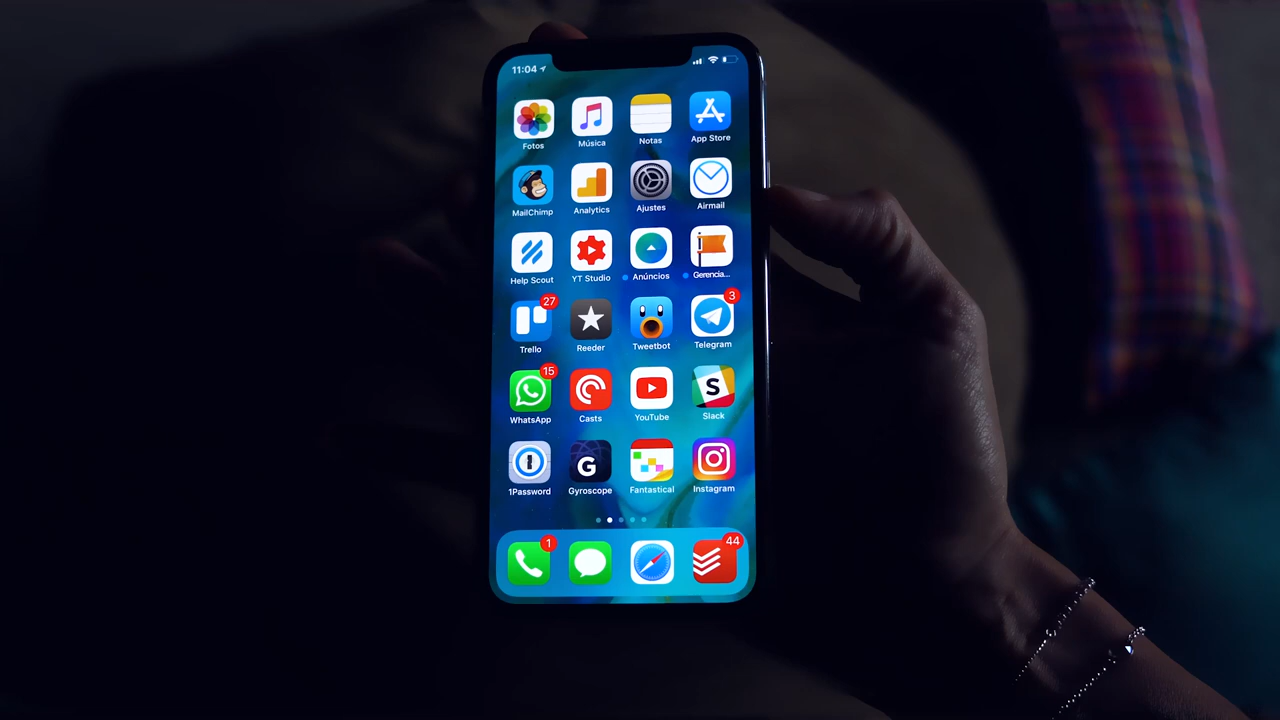 11:04
Fotos Música Notas App Store
MailChimp Analytics Ajustes Airmail
Help Scout YT Studio Anúncios Gerencia...
27 3
Trello Reeder Tweetbot Telegram
15 S
WhatsApp Casts YouTube Slack
G
1Password Gyroscope Fantastical Instagram
1 44